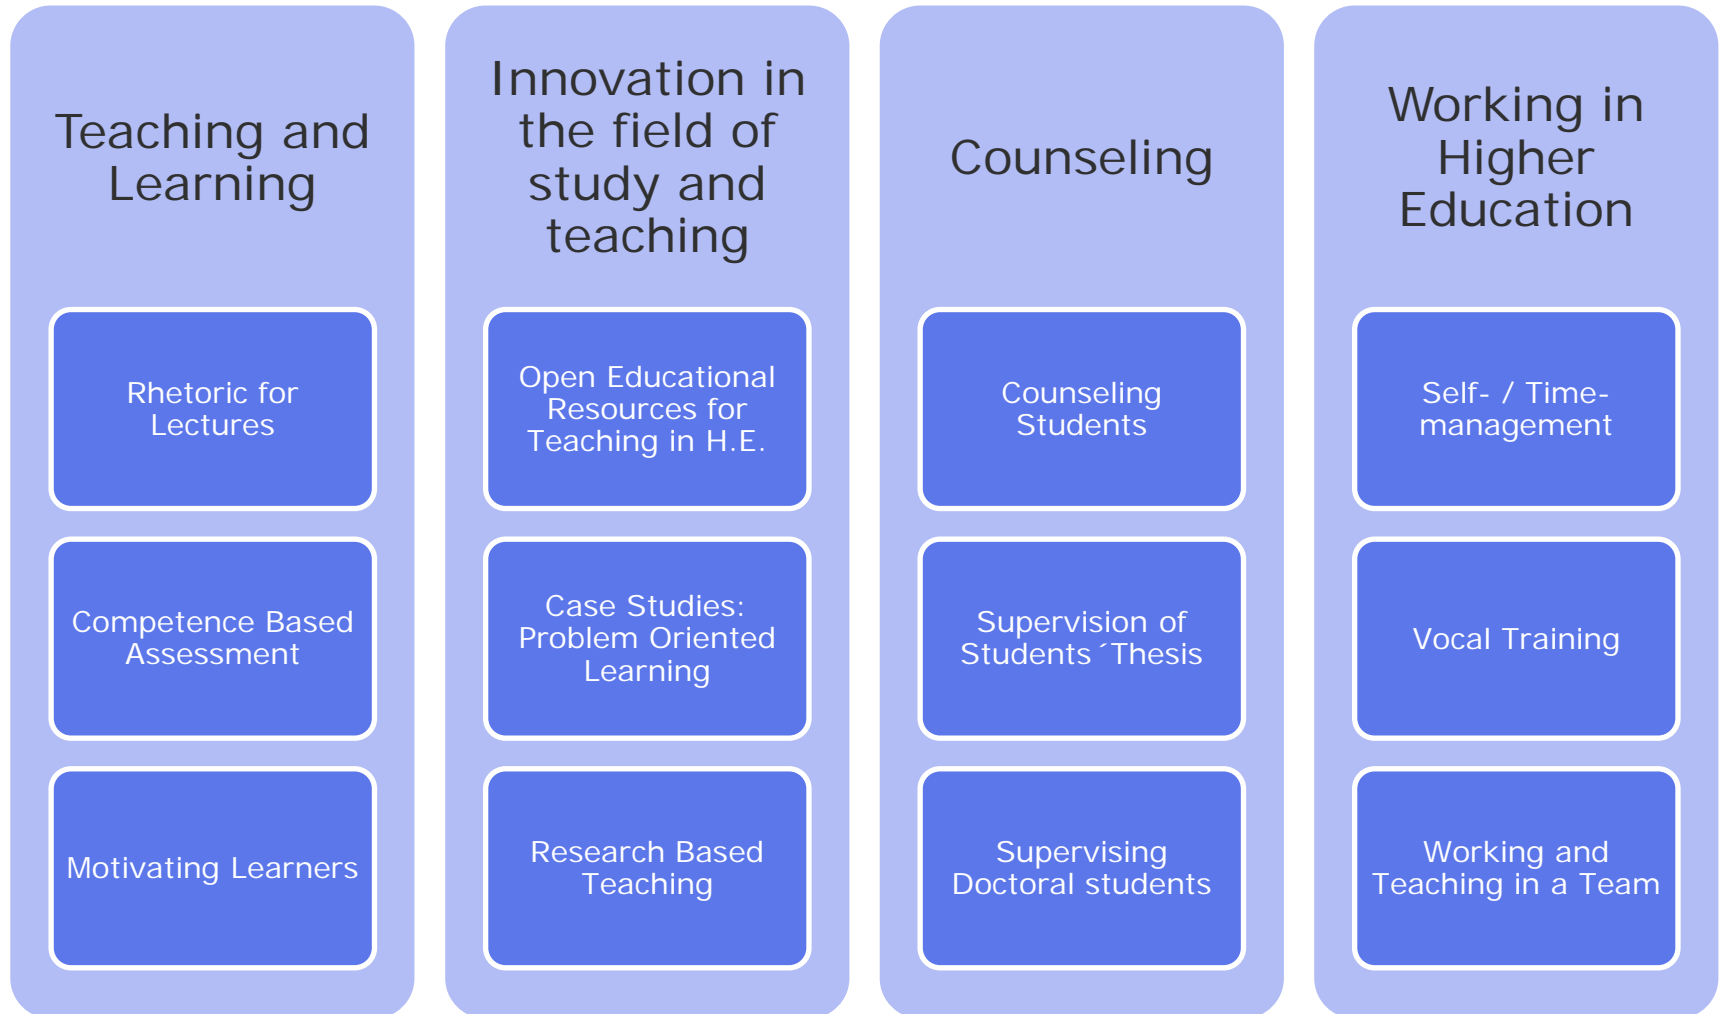 Teaching and
Learning
Rhetoric for
Lectures
Competence Based
Assessment
Motivating Learners
Innovation in
the field of
study and
teaching
Open Educational
Resources for
Teaching in H.E.
Case Studies:
Problem Oriented
Learning
Research Based
Teaching
Counseling
Counseling
Students
Supervision of
Students´Thesis
Supervising
Doctoral students
Working in
Higher
Education
Self- / Time-
management
Vocal Training
Working and
Teaching in a Team